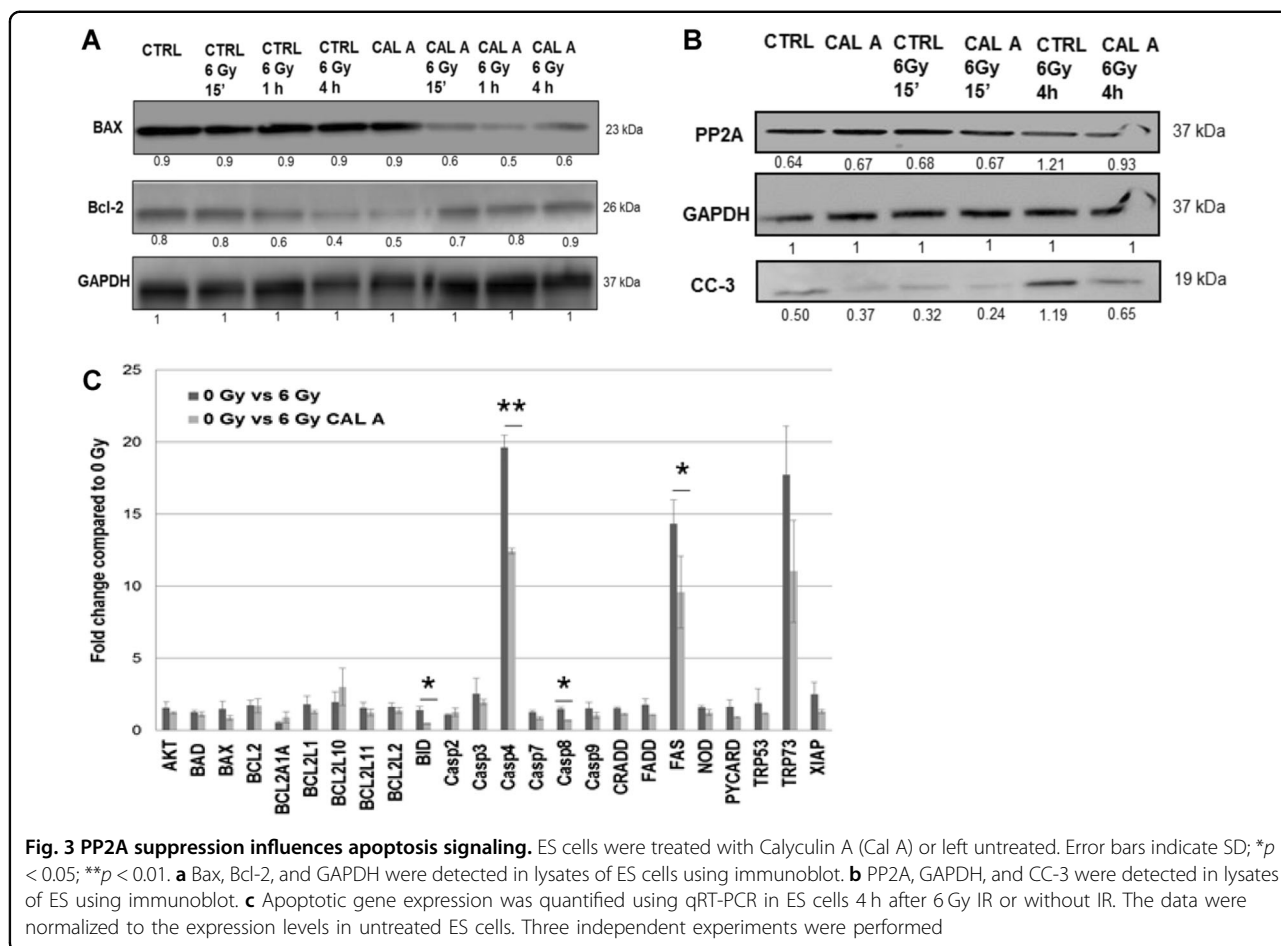 A
CTRL CTRL 6 Gy 15’ CTRL 6 Gy 1 h CTRL 6 Gy 4 h CAL A CAL A 6 Gy 15’ CAL A 6 Gy 1 h CAL A 6 Gy 4 h
BAX 23 kDa
0.9 0.9 0.9 0.9 0.9 0.6 0.5 0.6
Bcl-2 26 kDa
0.8 0.8 0.6 0.4 0.5 0.7 0.8 0.9
GAPDH 37 kDa
1 1 1 1 1 1 1 1
B
CTRL CAL A CTRL 6Gy 15’ CAL A 6Gy 15’ CTRL 6Gy 4h CAL A 6Gy 4h
PP2A 37 kDa
0.64 0.67 0.68 0.67 1.21 0.93
GAPDH 37 kDa
1 1 1 1 1 1
CC-3 19 kDa
0.50 0.37 0.32 0.24 1.19 0.65
C
0 Gy vs 6 Gy
0 Gy vs 6 Gy CAL A
Fold change compared to 0 Gy
25
20
15
10
5
0
** * * *
AKT BAD BAX BCL2 BCL2A1A BCL2L1 BCL2L10 BCL2L11 BCL2L2 BID Casp2 Casp3 Casp4 Casp7 Casp8 Casp9 CRADD FADD FAS NOD PYCARD TRP53 TRP73 XIAP
Fig. 3 PP2A suppression influences apoptosis signaling. ES cells were treated with Calyculin A (Cal A) or left untreated. Error bars indicate SD; *p
< 0.05; **p < 0.01. a Bax, Bcl-2, and GAPDH were detected in lysates of ES cells using immunoblot. b PP2A, GAPDH, and CC-3 were detected in lysates
of ES using immunoblot. c Apoptotic gene expression was quantified using qRT-PCR in ES cells 4 h after 6 Gy IR or without IR. The data were
normalized to the expression levels in untreated ES cells. Three independent experiments were performed